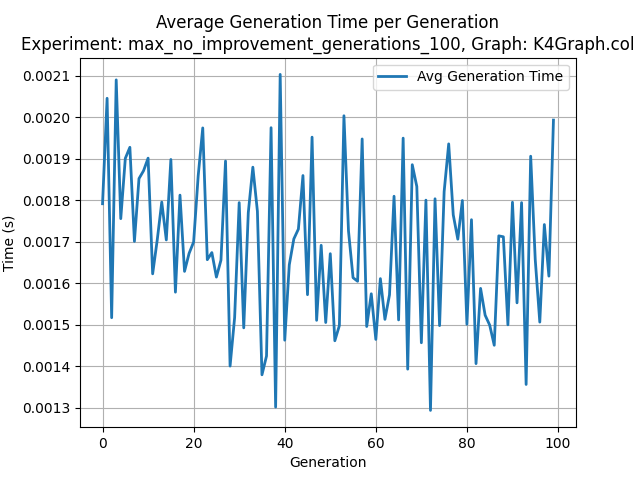 Average Generation Time per Generation
Experiment: max_no_improvement_generations_100, Graph: K4Graph.col
Avg Generation Time
0.0021
0.0020
0.0019
0.0018
0.0017
0.0016
0.0015
0.0014
0.0013
Time (s)
0 20 40 60 80 100
Generation